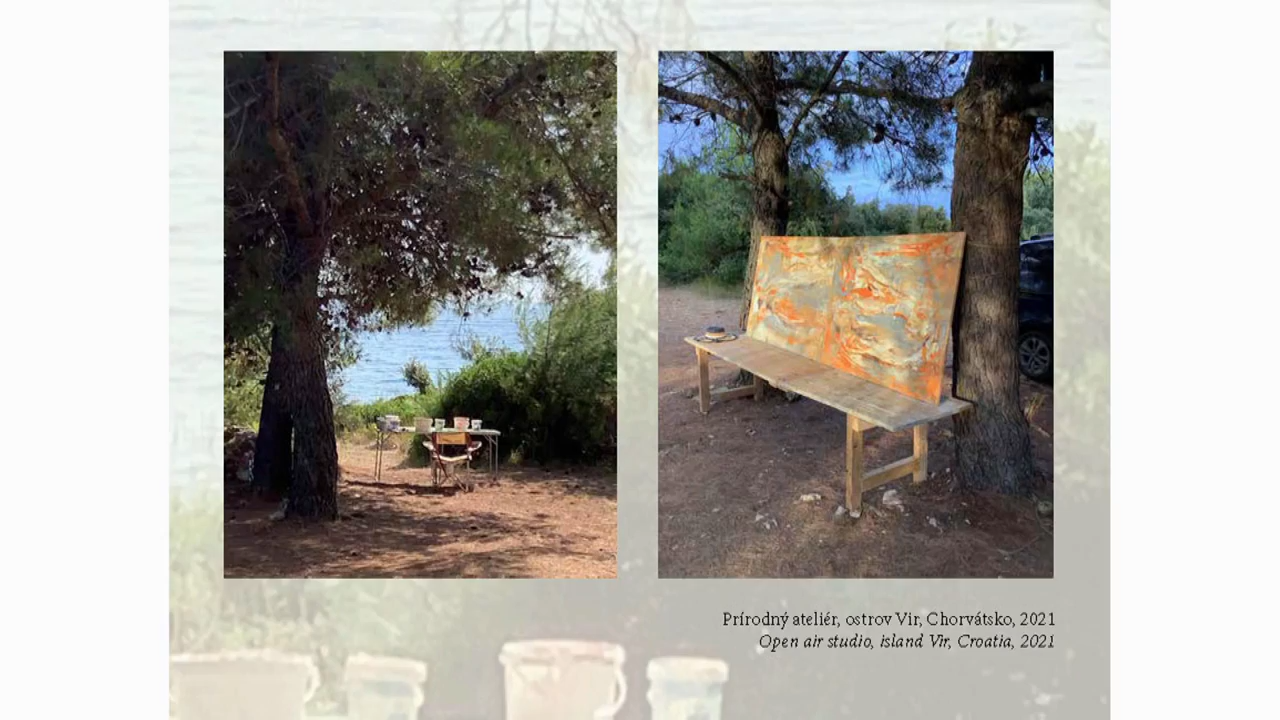 Prírodný ateliér, ostrov Vir, Chorvátsko, 2021
Open air studio, island Vir, Croatia, 2021